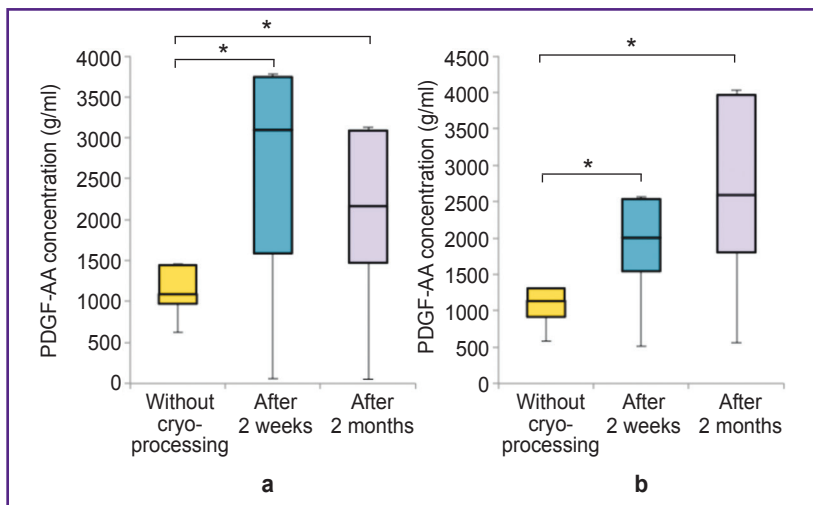 PDGF-AA concentration (g/ml)
4000
3500
3000
2500
2000
1500
1000
500
0
*
*
Without
cryo-
processing
After
2 weeks
After
2 months
a
PDGF-AA concentration (g/ml)
4500
4000
3500
3000
2500
2000
1500
1000
500
0
*
*
Without
cryo-
processing
After
2 weeks
After
2 months
b